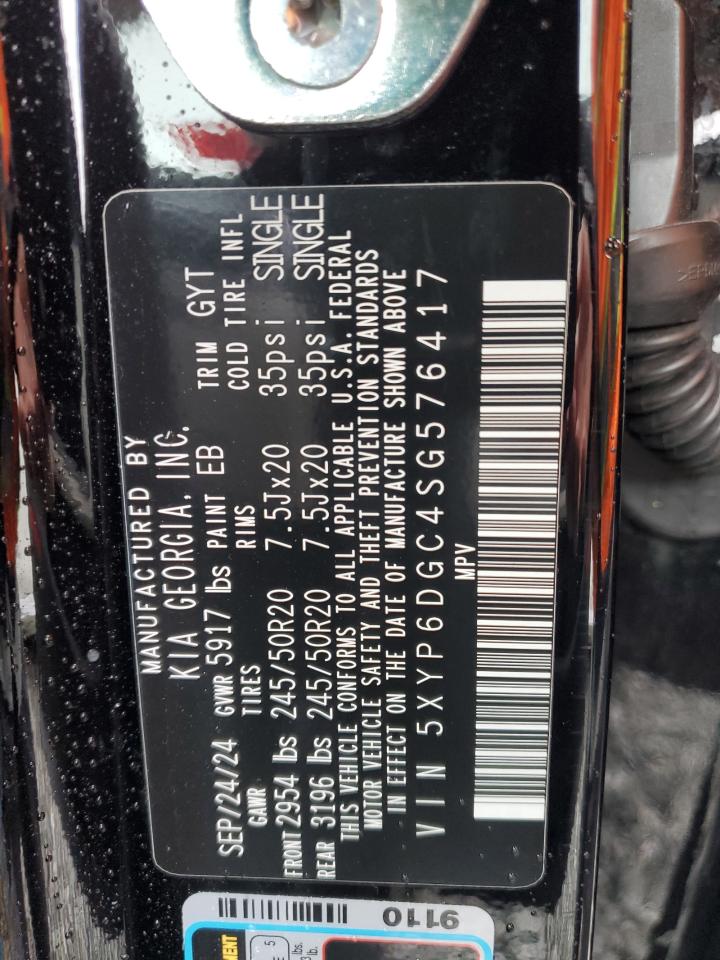 MANUFACTURED BY
KIA GEORGIA, INC.
SEP/24/24 GVWR 5917 lbs PAINT EB TRIM GYT
GAWR TIRES RIMS COLD TIRE INFL
FRONT 2954 lbs 245/50R20 7.5Jx20 35psi SINGLE
REAR 3196 lbs 245/50R20 7.5Jx20 35psi SINGLE
THIS VEHICLE CONFORMS TO ALL APPLICABLE U.S.A. FEDERAL
MOTOR VEHICLE SAFETY AND THEFT PREVENTION STANDARDS
IN EFFECT ON THE DATE OF MANUFACTURE SHOWN ABOVE
VIN 5XYP6DGC4SG576417
MPV
9110
5
lbs.
lb.